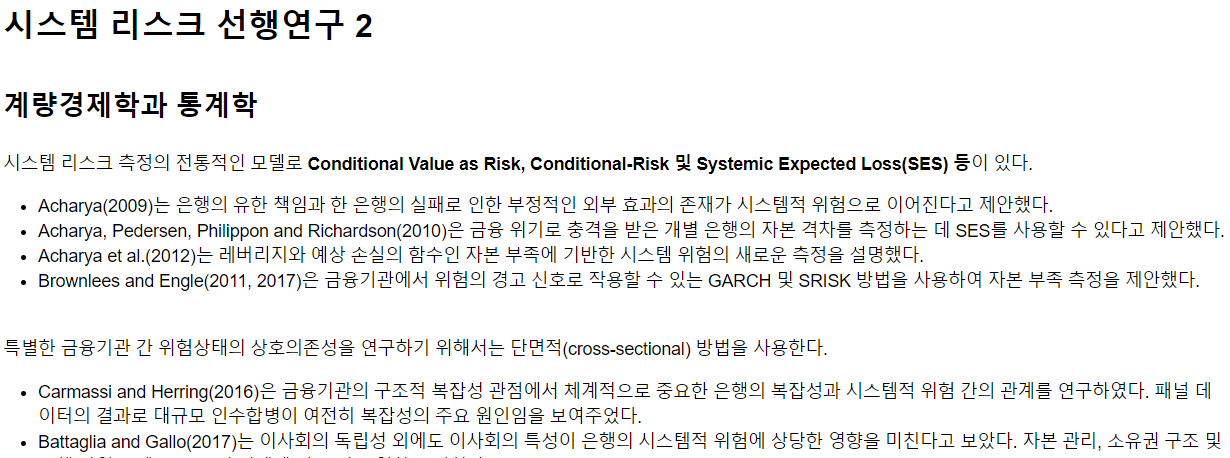 시스템 리스크 선행연구 2
계량경제학과 통계학
시스템 리스크 측정의 전통적인 모델로 Conditional Value as Risk, Conditional-Risk 및 Systemic Expected Loss(SES) 등이 있다.
• Acharya(2009)는 은행의 유한 책임과 한 은행의 실패로 인한 부정적인 외부 효과의 존재가 시스템적 위험으로 이어진다고 제안했다.
• Acharya, Pedersen, Philippon and Richardson(2010)은 금융 위기로 충격을 받은 개별 은행의 자본 격차를 측정하는 데 SES를 사용할 수 있다고 제안했다.
• Acharya et al.(2012)는 레버리지와 예상 손실의 함수인 자본 부족에 기반한 시스템 위험의 새로운 측정을 설명했다.
• Brownlees and Engle(2011, 2017)은 금융기관에서 위험의 경고 신호로 작용할 수 있는 GARCH 및 SRISK 방법을 사용하여 자본 부족 측정을 제안했다.
특별한 금융기관 간 위험상태의 상호의존성을 연구하기 위해서는 단면적(cross-sectional) 방법을 사용한다.
• Carmassi and Herring(2016)은 금융기관의 구조적 복잡성 관점에서 체계적으로 중요한 은행의 복잡성과 시스템적 위험 간의 관계를 연구하였다. 패널 데
이터의 결과로 대규모 인수합병이 여전히 복잡성의 주요 원인임을 보여주었다.
• Battaglia and Gallo(2017)는 이사회의 독립성 외에도 이사회의 특성이 은행의 시스템적 위험에 상당한 영향을 미친다고 보았다. 자본 관리, 소유권 구조 및